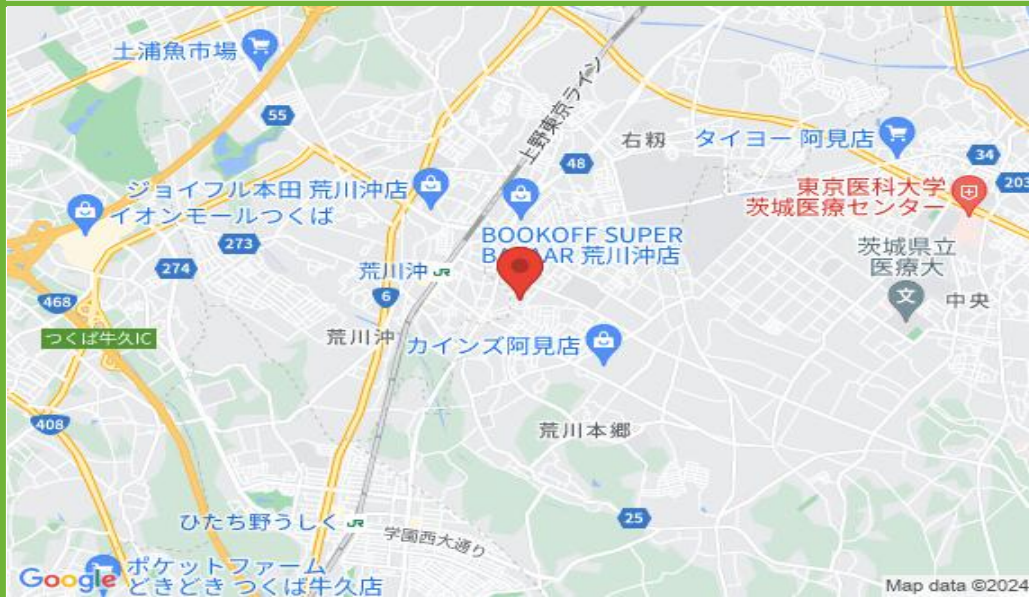 土浦魚市場
55
上野東京ライン
右籾
タイヨー 阿見店
34
48
203
東京医科大学
茨城医療センター
ジョイフル本田 荒川沖店
イオンモールつくば
BOOKOFF SUPER
BAZAAR 荒川沖店
273
274
荒川沖 JR
茨城県立
医療大
文
中央
468
6
つくば牛久IC
荒川沖
カインズ阿見店
408
荒川本郷
25
ひたち野うしく JR
学園西大通り
ポケットファーム
どきどき つくば牛久店
Google
Map data ©2024